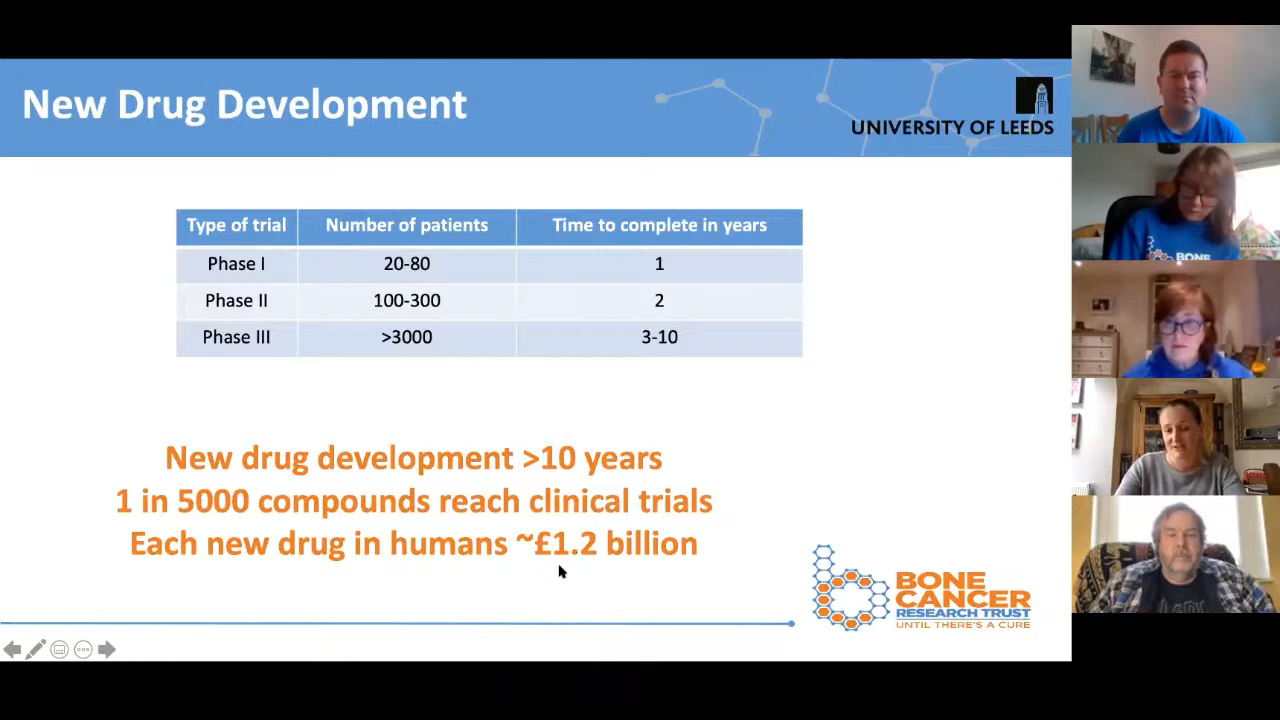 New Drug Development
UNIVERSITY OF LEEDS
Type of trial Number of patients Time to complete in years
Phase I 20-80 1
Phase II 100-300 2
Phase III >3000 3-10
New drug development >10 years
1 in 5000 compounds reach clinical trials
Each new drug in humans ~£1.2 billion
BONE
CANCER
RESEARCH TRUST
UNTIL THERE'S A CURE
BONE